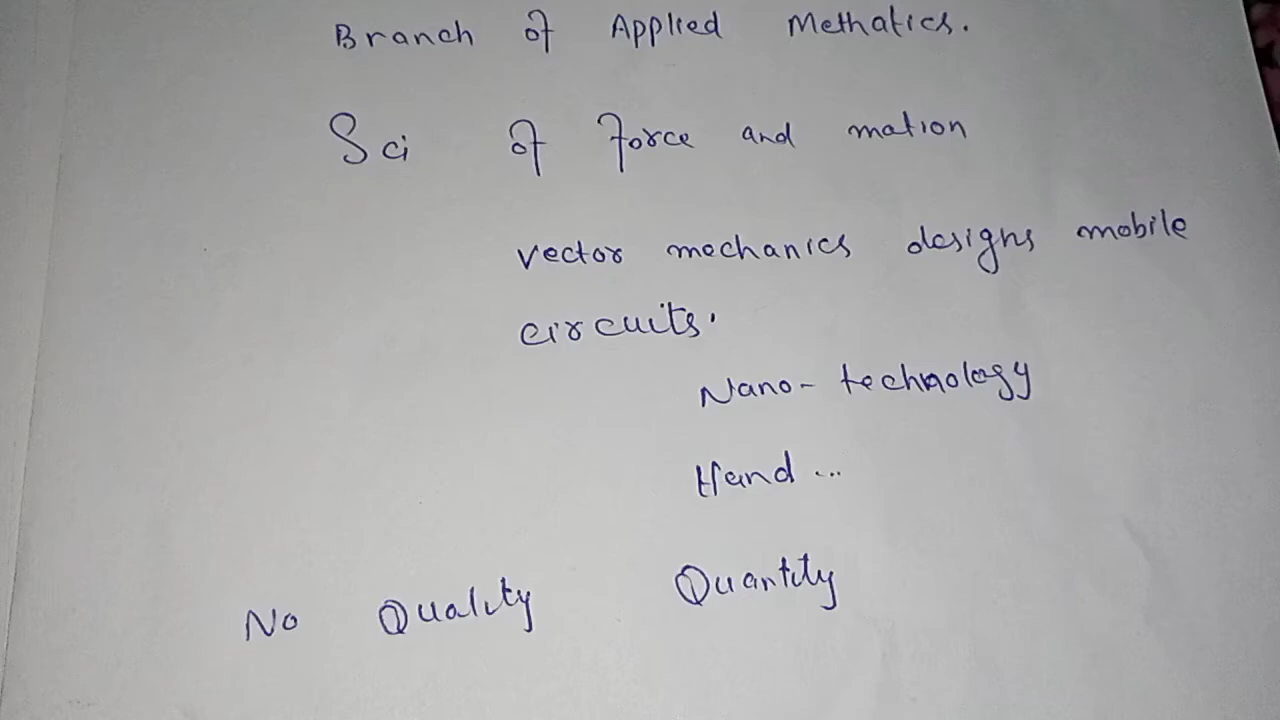 Branch of Applied Methatics.
Sci of Force and mation
vector mechanics designs mobile
circuits.
Nano- technology
Hand ...
No Quality Quantity